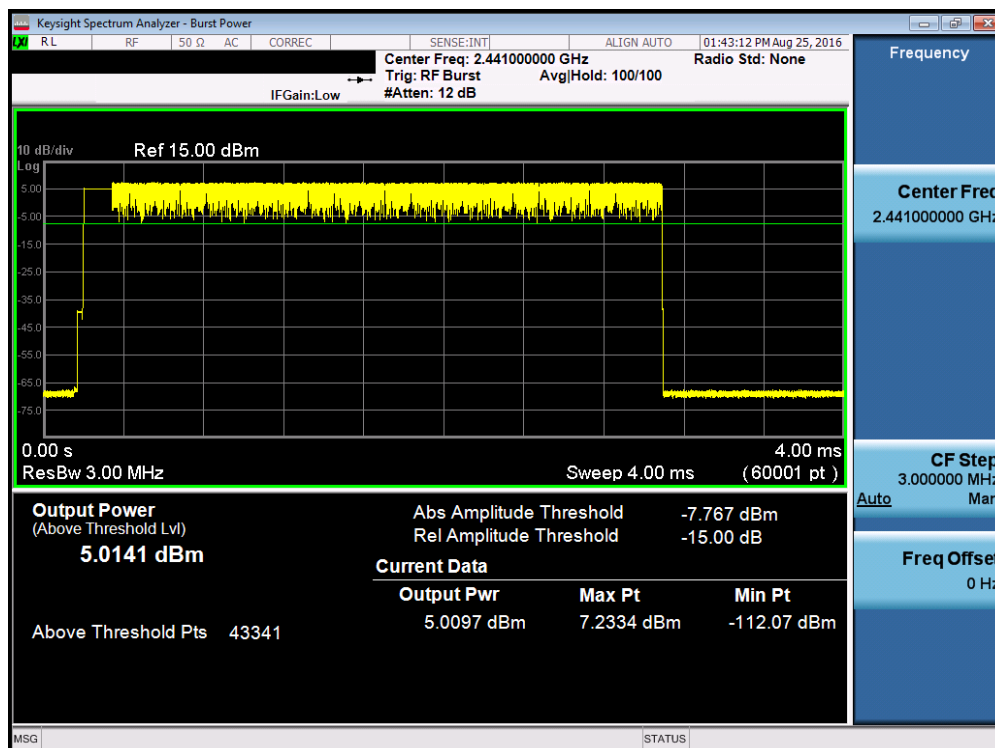 Keysight Spectrum Analyzer - Burst Power
LXI RL RF 50 Ω AC CORREC SENSE:INT ALIGN AUTO 01:43:12 PM Aug 25, 2016
Center Freq: 2.441000000 GHz Radio Std: None
Trig: RF Burst Avg|Hold: 100/100
IFGain:Low #Atten: 12 dB
Frequency
10 dB/div Ref 15.00 dBm
Log
5.00
-5.00
-15.0
-25.0
-35.0
-45.0
-55.0
-65.0
-75.0
0.00 s 4.00 ms
ResBw 3.00 MHz Sweep 4.00 ms (60001 pt )
Center Freq
2.441000000 GHz
CF Step
3.000000 MHz
Auto Man
Freq Offset
0 Hz
Output Power
(Above Threshold Lvl)
5.0141 dBm
Above Threshold Pts 43341
Abs Amplitude Threshold -7.767 dBm
Rel Amplitude Threshold -15.00 dB
Current Data
Output Pwr Max Pt Min Pt
5.0097 dBm 7.2334 dBm -112.07 dBm
MSG STATUS